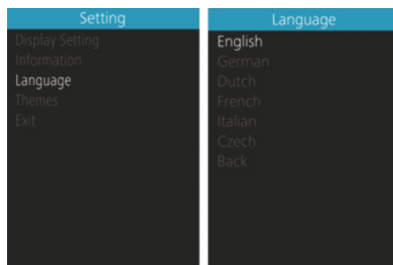 Setting
Display Setting
Information
Language
Themes
Exit
Language
English
German
Dutch
French
Italian
Czech
Back